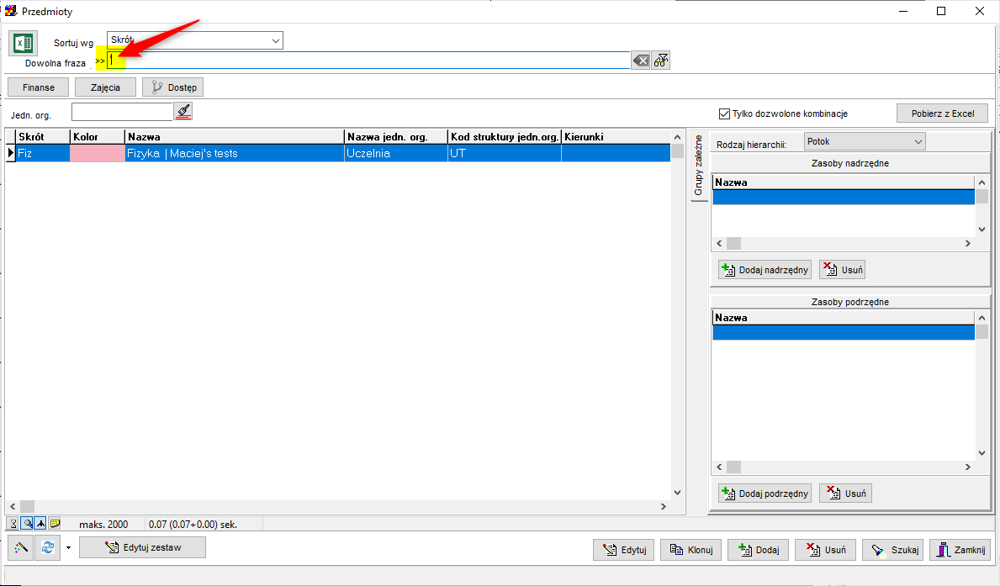 Przedmioty
Sortuj wg Skrót
Dowolna fraza >> '
Finanse Zajęcia Dostęp
Jedn. org. Tylko dozwolone kombinacje Pobierz z Excel
Skrót Kolor Nazwa Nazwa jedn. org. Kod struktury jedn.org. Kierunki
Fiz Fizyka | Maciej's tests Uczelnia UT
Grupy zależne
Rodzaj hierarchii: Potok
Zasoby nadrzędne
Nazwa
Dodaj nadrzędny Usuń
Zasoby podrzędne
Nazwa
Dodaj podrzędny Usuń
maks. 2000 0.07 (0.07+0.00) sek.
Edytuj zestaw Edytuj Klonuj Dodaj Usuń Szukaj Zamknij